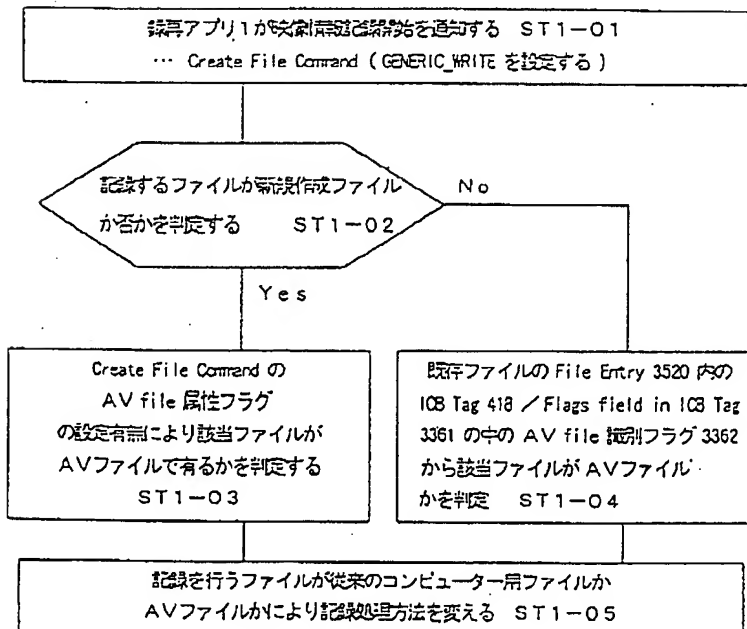 録再アプリ1が映像情報記録開始を通知する ST1-01
… Create File Command (GENERIC_WRITE を設定する)
記録するファイルが新規作成ファイル
か否かを判定する ST1-02
No
Yes
Create File Command の
AV file 属性フラグ
の設定有無により該当ファイルが
AVファイルで有るかを判定する
ST1-03
既存ファイルの File Entry 3520 内の
ICB Tag 418 / Flags field in ICB Tag
3361 の中の AV file 識別フラグ 3362
から該当ファイルが AVファイル
かを判定 ST1-04
記録を行うファイルが従来のコンピューター用ファイルか
AVファイルかにより記録処理方法を変える ST1-05